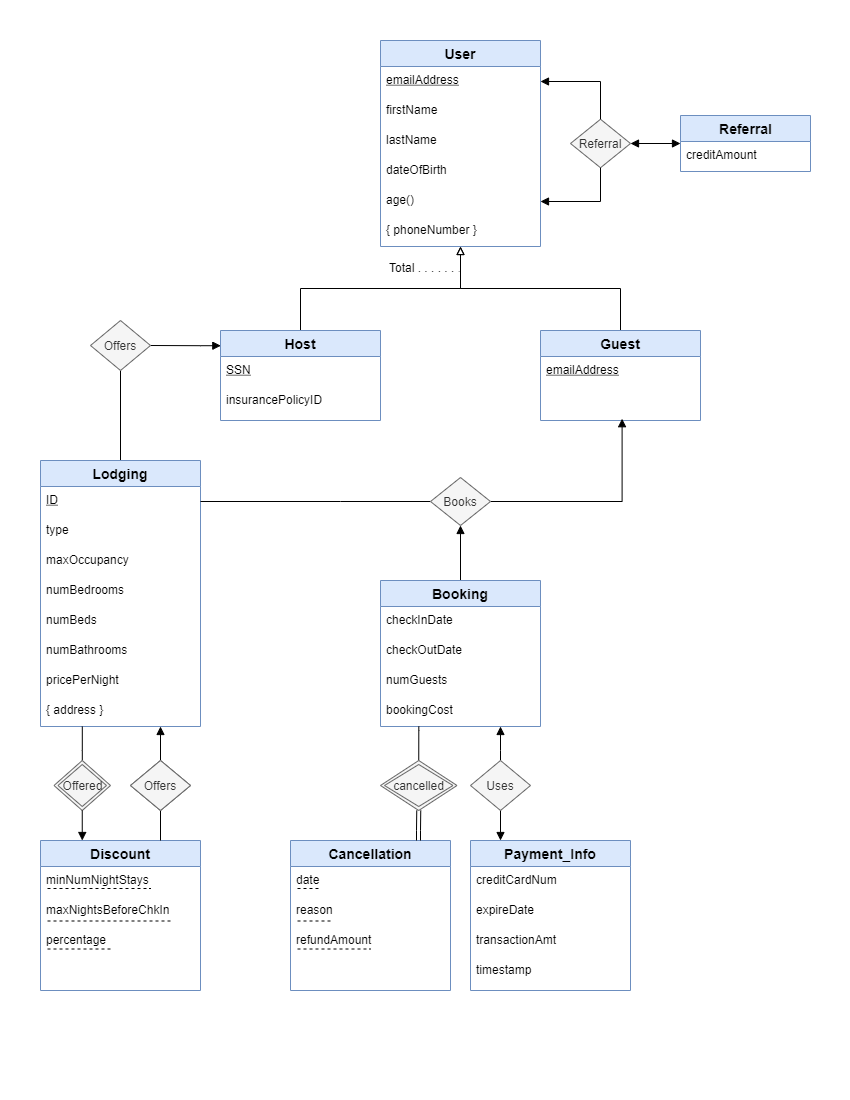 User
emailAddress
firstName
lastName
dateOfBirth
age()
{ phoneNumber }
Referral
Referral
creditAmount
Total . . . . . . .
Offers
Host
SSN
insurancePolicyID
Guest
emailAddress
Lodging
ID
type
maxOccupancy
numBedrooms
numBeds
numBathrooms
pricePerNight
{ address }
Books
Booking
checkInDate
checkOutDate
numGuests
bookingCost
Offered
Offers
cancelled
Uses
Discount
minNumNightStays
maxNightsBeforeChkIn
percentage
Cancellation
date
reason
refundAmount
Payment_Info
creditCardNum
expireDate
transactionAmt
timestamp